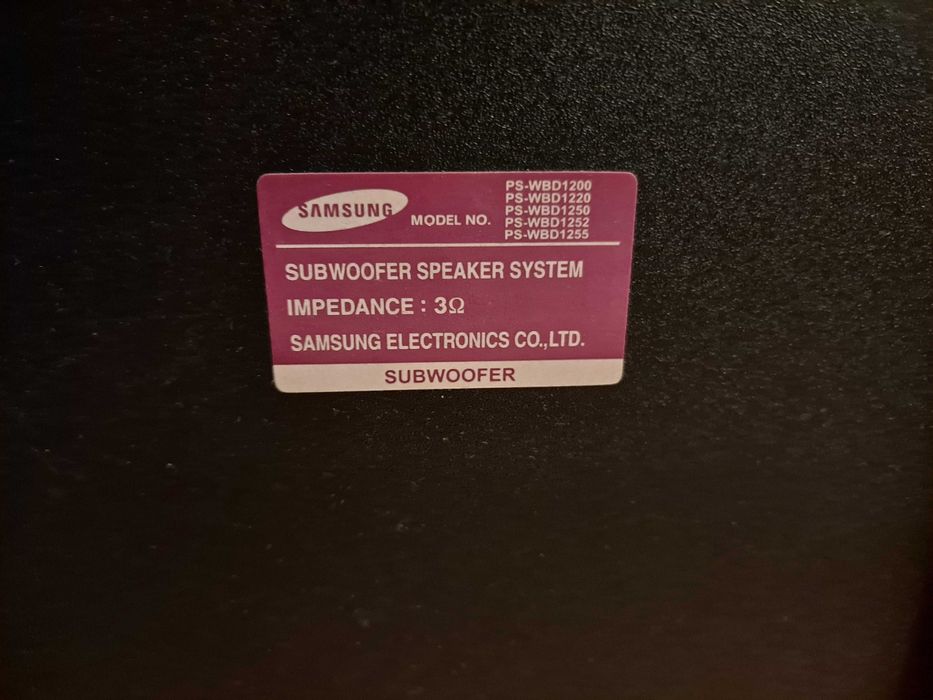 SAMSUNG MODEL NO. PS-WBD1200
PS-WBD1220
PS-WBD1250
PS-WBD1252
PS-WBD1255
SUBWOOFER SPEAKER SYSTEM
IMPEDANCE : 3Ω
SAMSUNG ELECTRONICS CO.,LTD.
SUBWOOFER